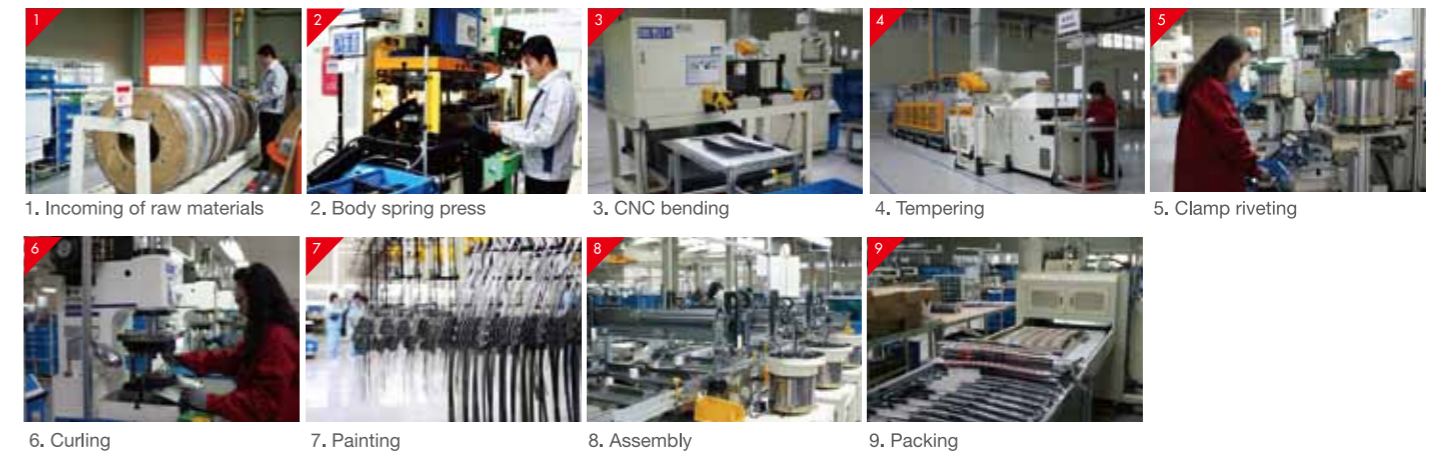 1
2
3
4
5
1. Incoming of raw materials
2. Body spring press
3. CNC bending
4. Tempering
5. Clamp riveting
6
7
8
9
6. Curling
7. Painting
8. Assembly
9. Packing